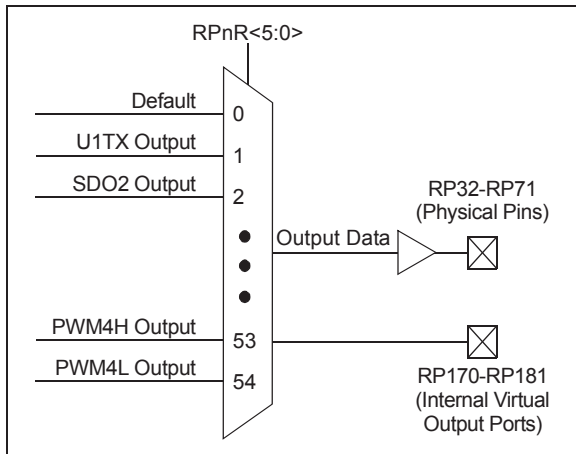 RPnR<5:0>
Default
0
U1TX Output
1
SDO2 Output
2
RP32-RP71
(Physical Pins)
Output Data
PWM4H Output
53
PWM4L Output
54
RP170-RP181
(Internal Virtual
Output Ports)